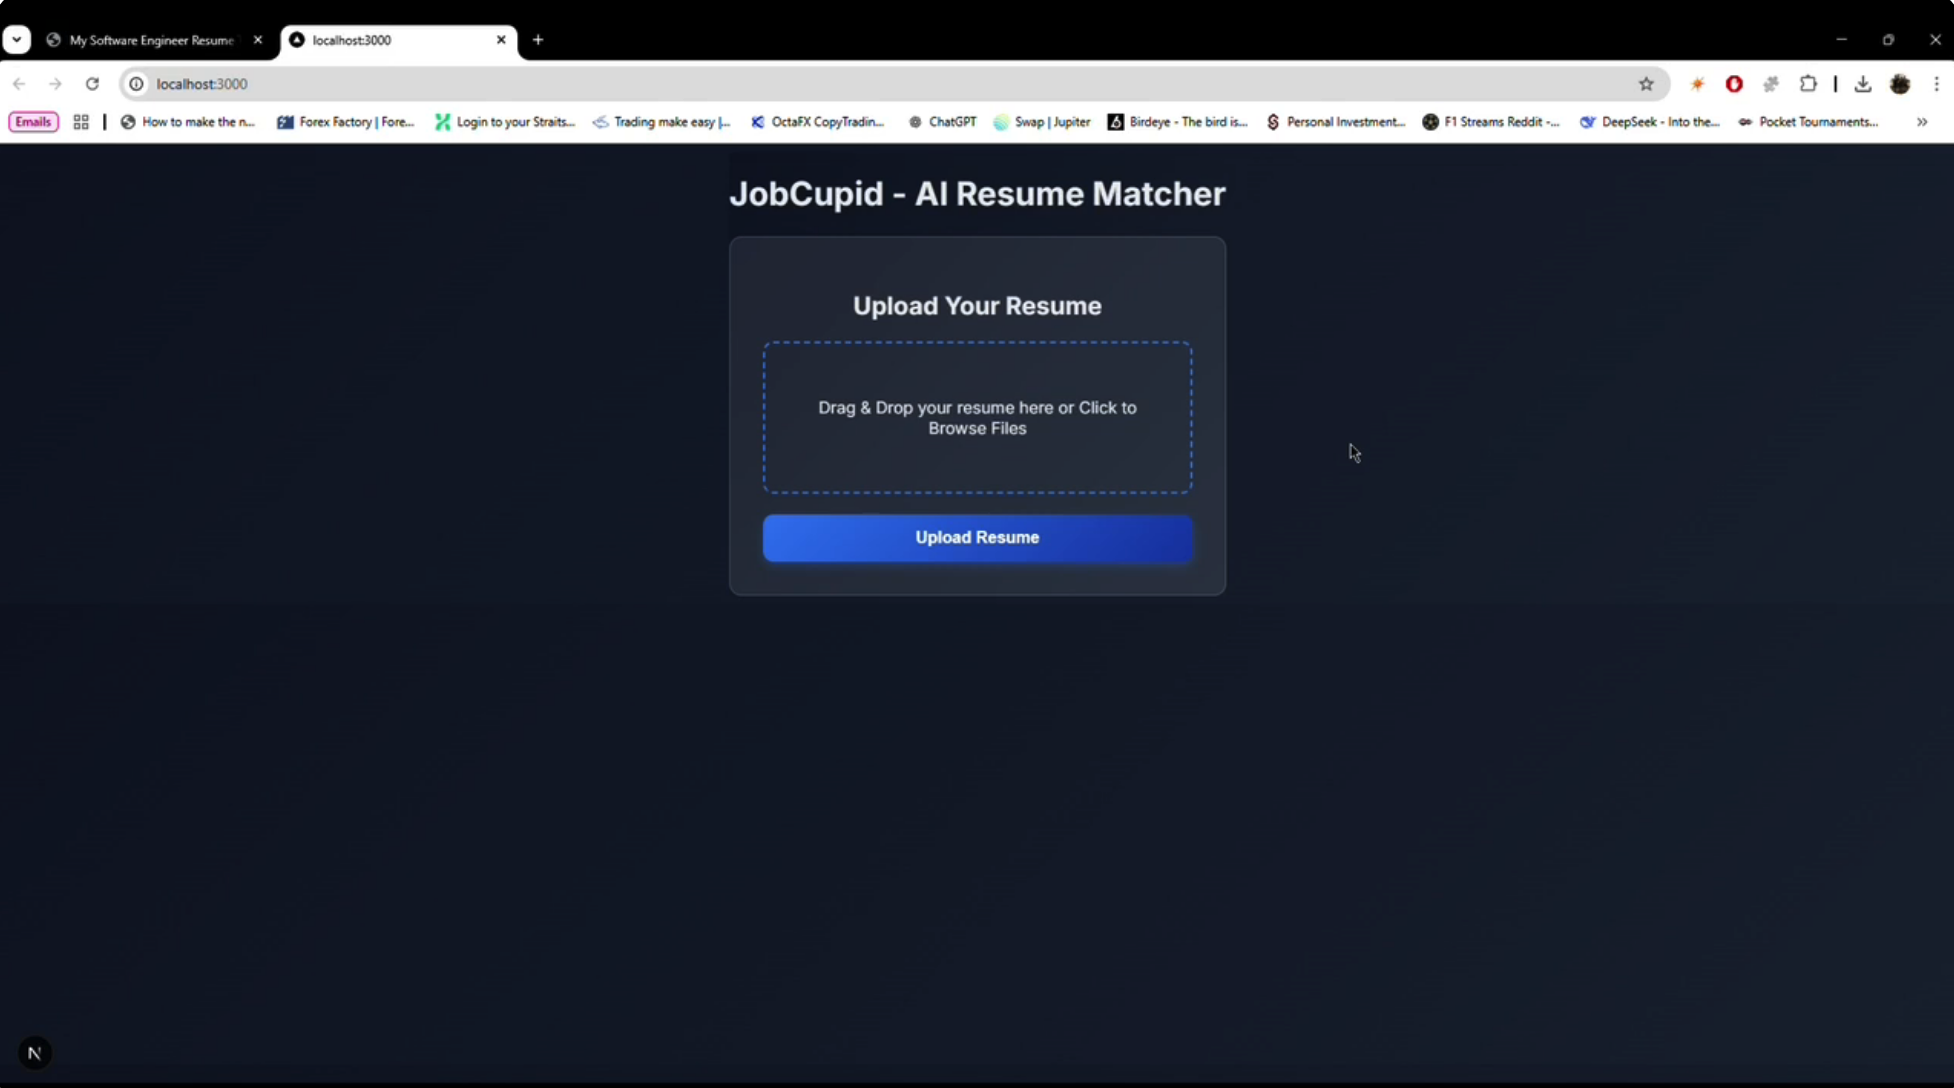 My Software Engineer Resume
localhost:3000
localhost:3000
Emails
How to make the n...
Forex Factory | Fore...
Login to your Straits...
Trading make easy |...
OctaFX CopyTradin...
ChatGPT
Swap | Jupiter
Birdeye - The bird is...
Personal Investment...
F1 Streams Reddit -...
DeepSeek - Into the...
Pocket Tournaments...
JobCupid - AI Resume Matcher
Upload Your Resume
Drag & Drop your resume here or Click to
Browse Files
Upload Resume
N